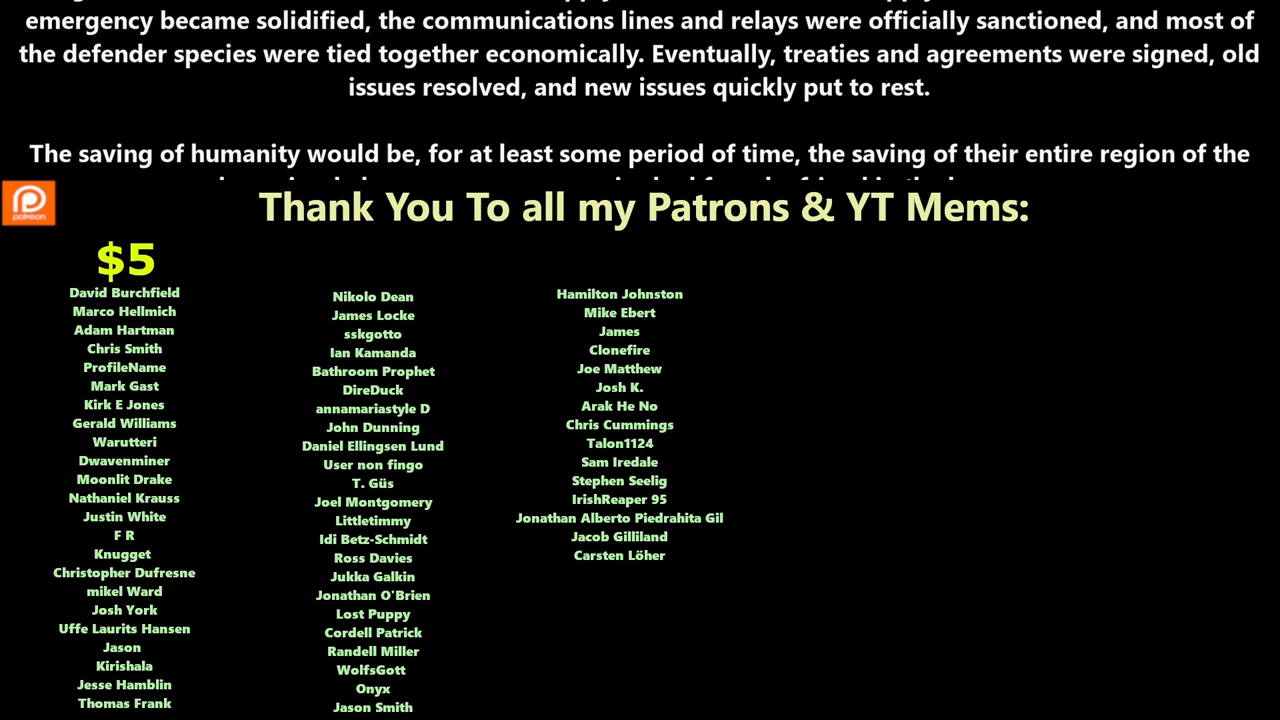 emergency became solidified, the communications lines and relays were officially sanctioned, and most of
the defender species were tied together economically. Eventually, treaties and agreements were signed, old
issues resolved, and new issues quickly put to rest.
The saving of humanity would be, for at least some period of time, the saving of their entire region of the
patreon
Thank You To all my Patrons & YT Mems:
$5
David Burchfield
Marco Hellmich
Adam Hartman
Chris Smith
ProfileName
Mark Gast
Kirk E Jones
Gerald Williams
Warutteri
Dwavenminer
Moonlit Drake
Nathaniel Krauss
Justin White
F R
Knugget
Christopher Dufresne
mikel Ward
Josh York
Uffe Laurits Hansen
Jason
Kirishala
Jesse Hamblin
Thomas Frank
Nikolo Dean
James Locke
sskgotto
Ian Kamanda
Bathroom Prophet
DireDuck
annamariastyle D
John Dunning
Daniel Ellingsen Lund
User non fingo
T. Güs
Joel Montgomery
Littletimmy
Idi Betz-Schmidt
Ross Davies
Jukka Galkin
Jonathan O'Brien
Lost Puppy
Cordell Patrick
Randell Miller
WolfsGott
Onyx
Jason Smith
Hamilton Johnston
Mike Ebert
James
Clonefire
Joe Matthew
Josh K.
Arak He No
Chris Cummings
Talon1124
Sam Iredale
Stephen Seelig
IrishReaper 95
Jonathan Alberto Piedrahita Gil
Jacob Gilliland
Carsten Löher